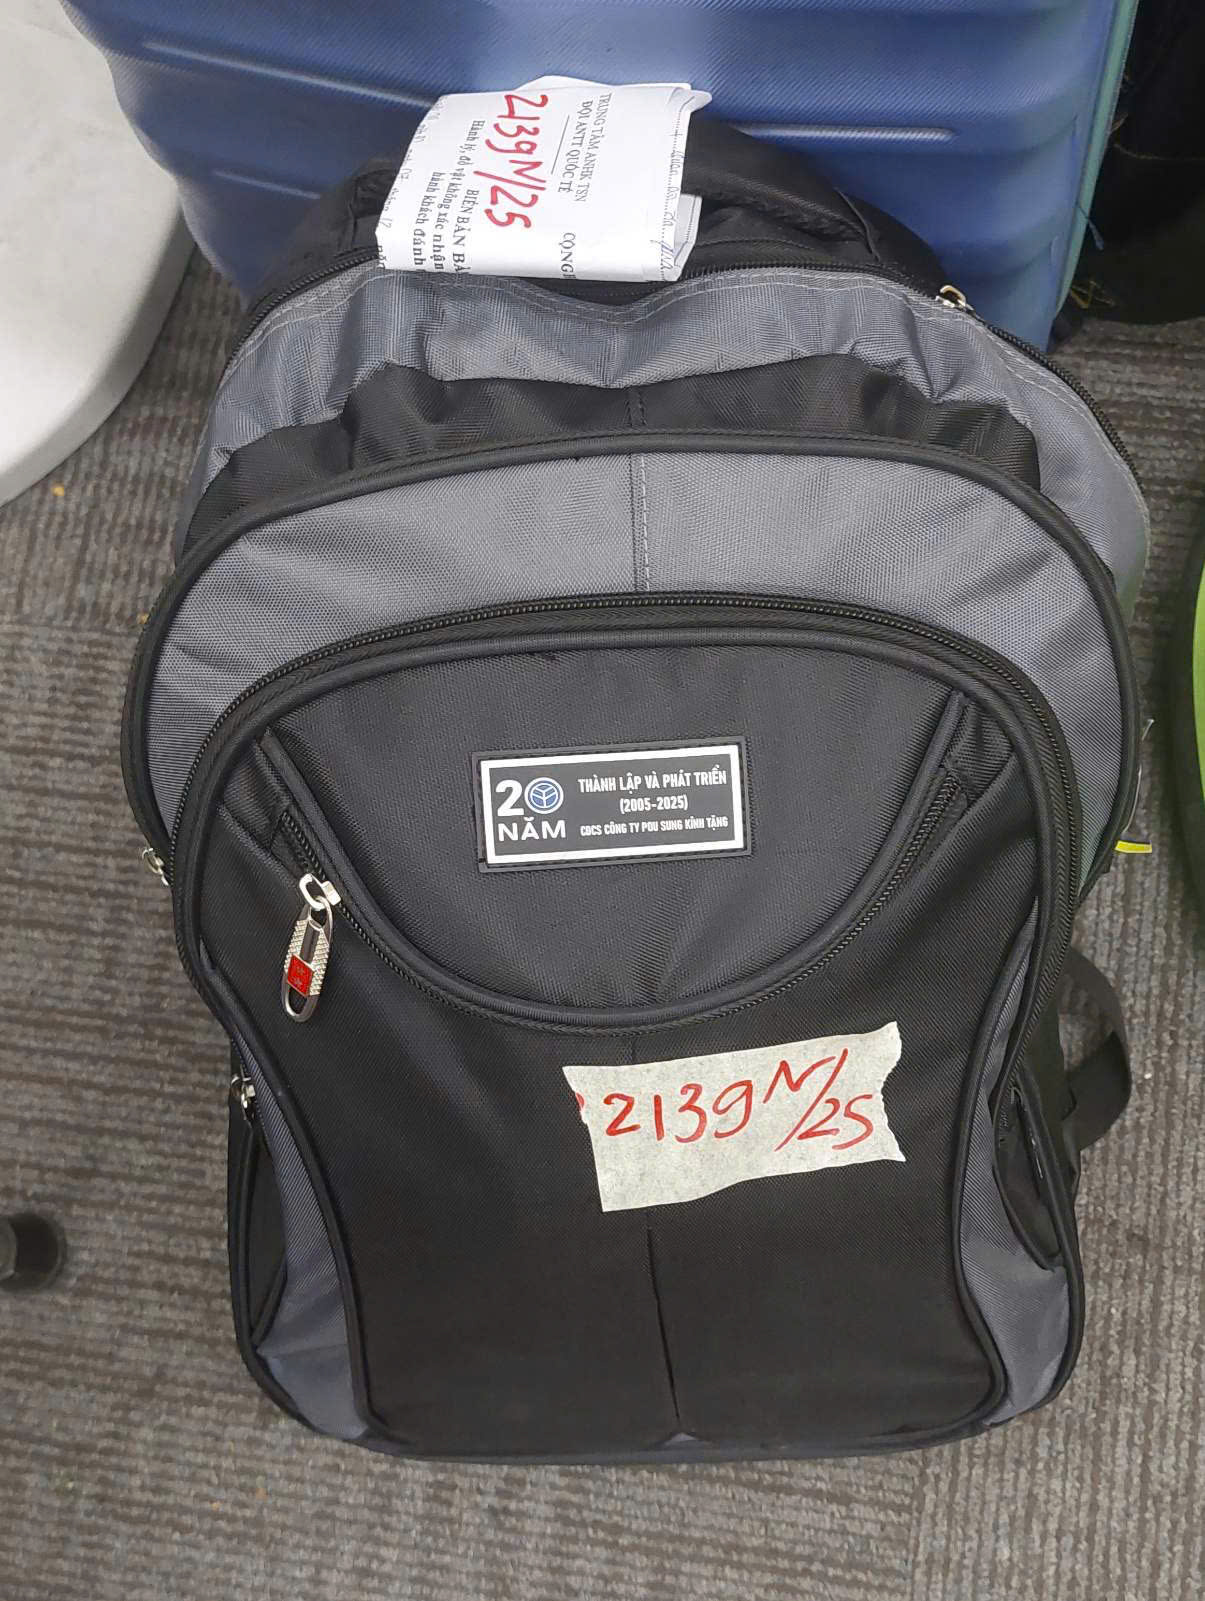 TRUNG TÂM ANHK TSN
ĐỘI ANTT QUỐC TẾ
CỘNG
2139N/25
BIÊN BẢN BÀ
Hành lý, đồ vật không xác nhận
hành khách đánh
20 THÀNH LẬP VÀ PHÁT TRIỂN
(2005-2025)
NĂM CĐCS CÔNG TY POU SUNG KÍNH TẶNG
2139N/25